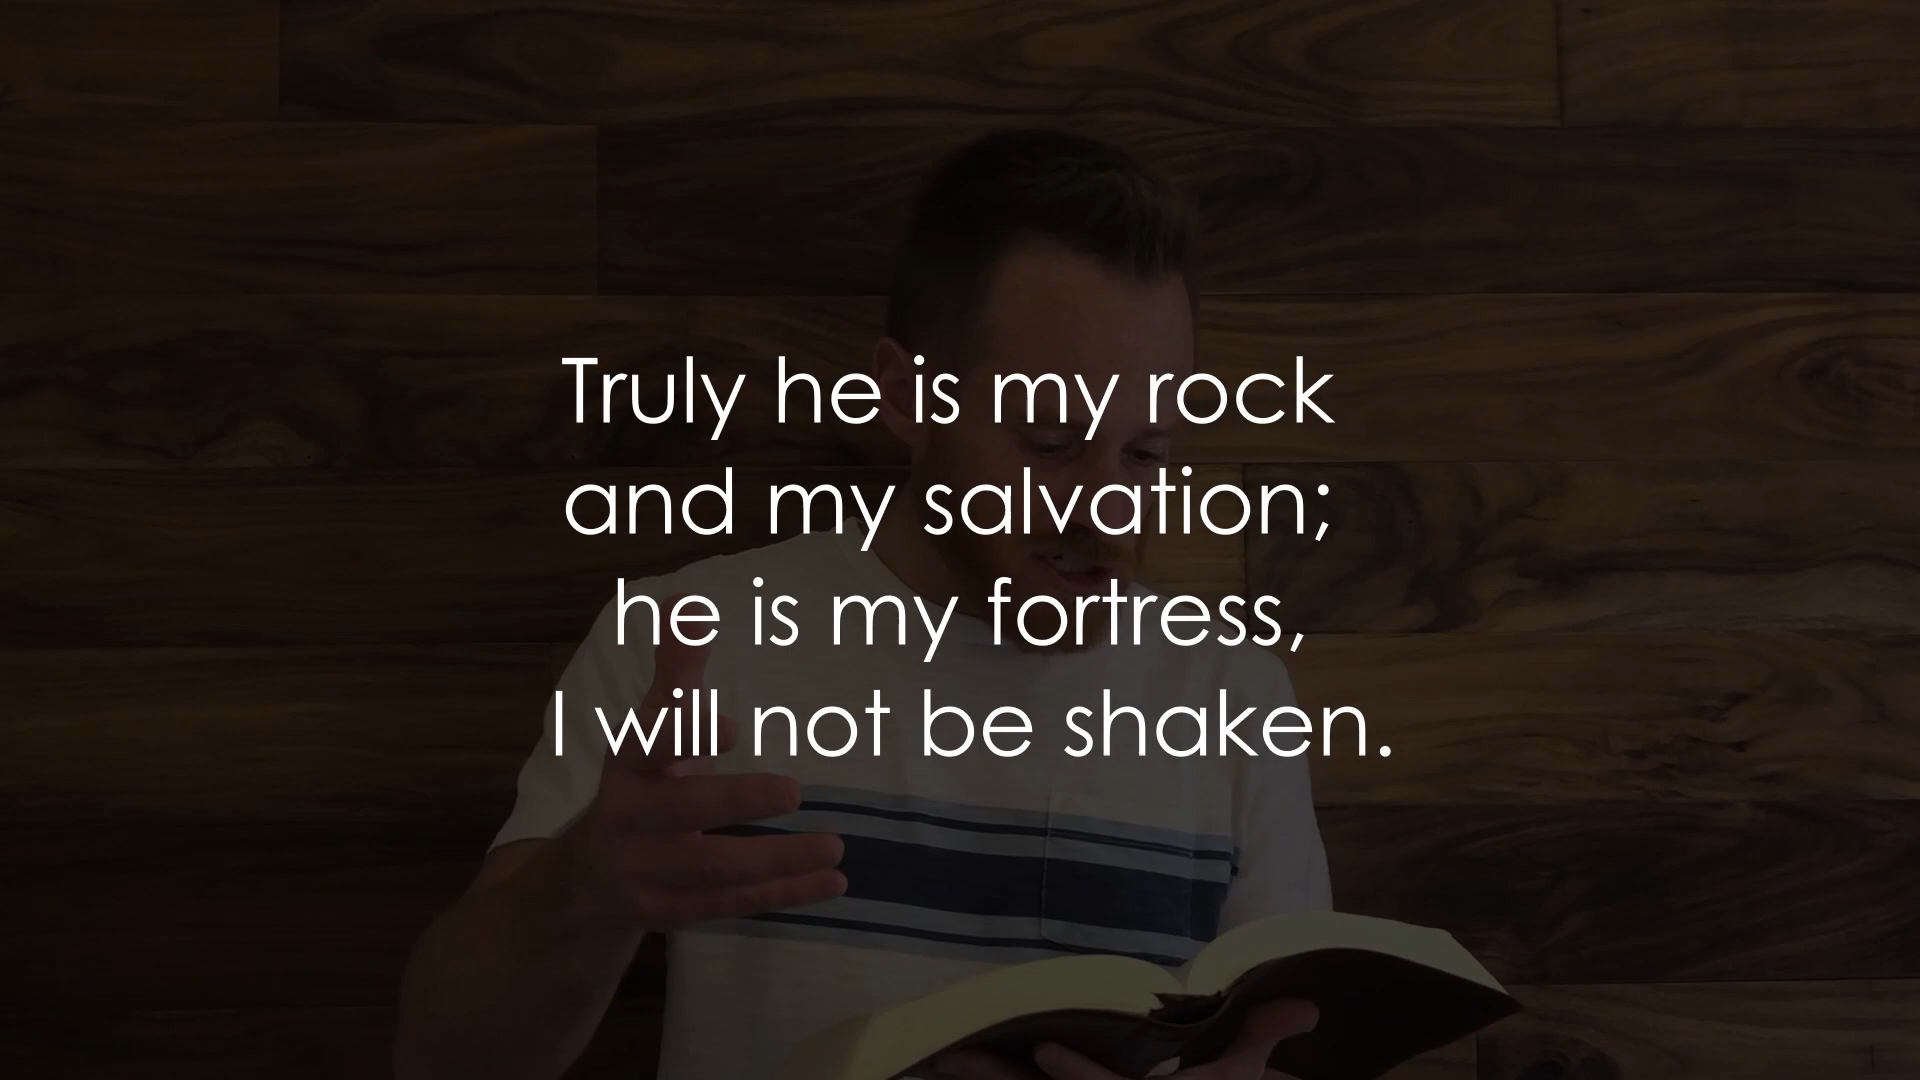 Truly he is my rock
and my salvation;
he is my fortress,
I will not be shaken.